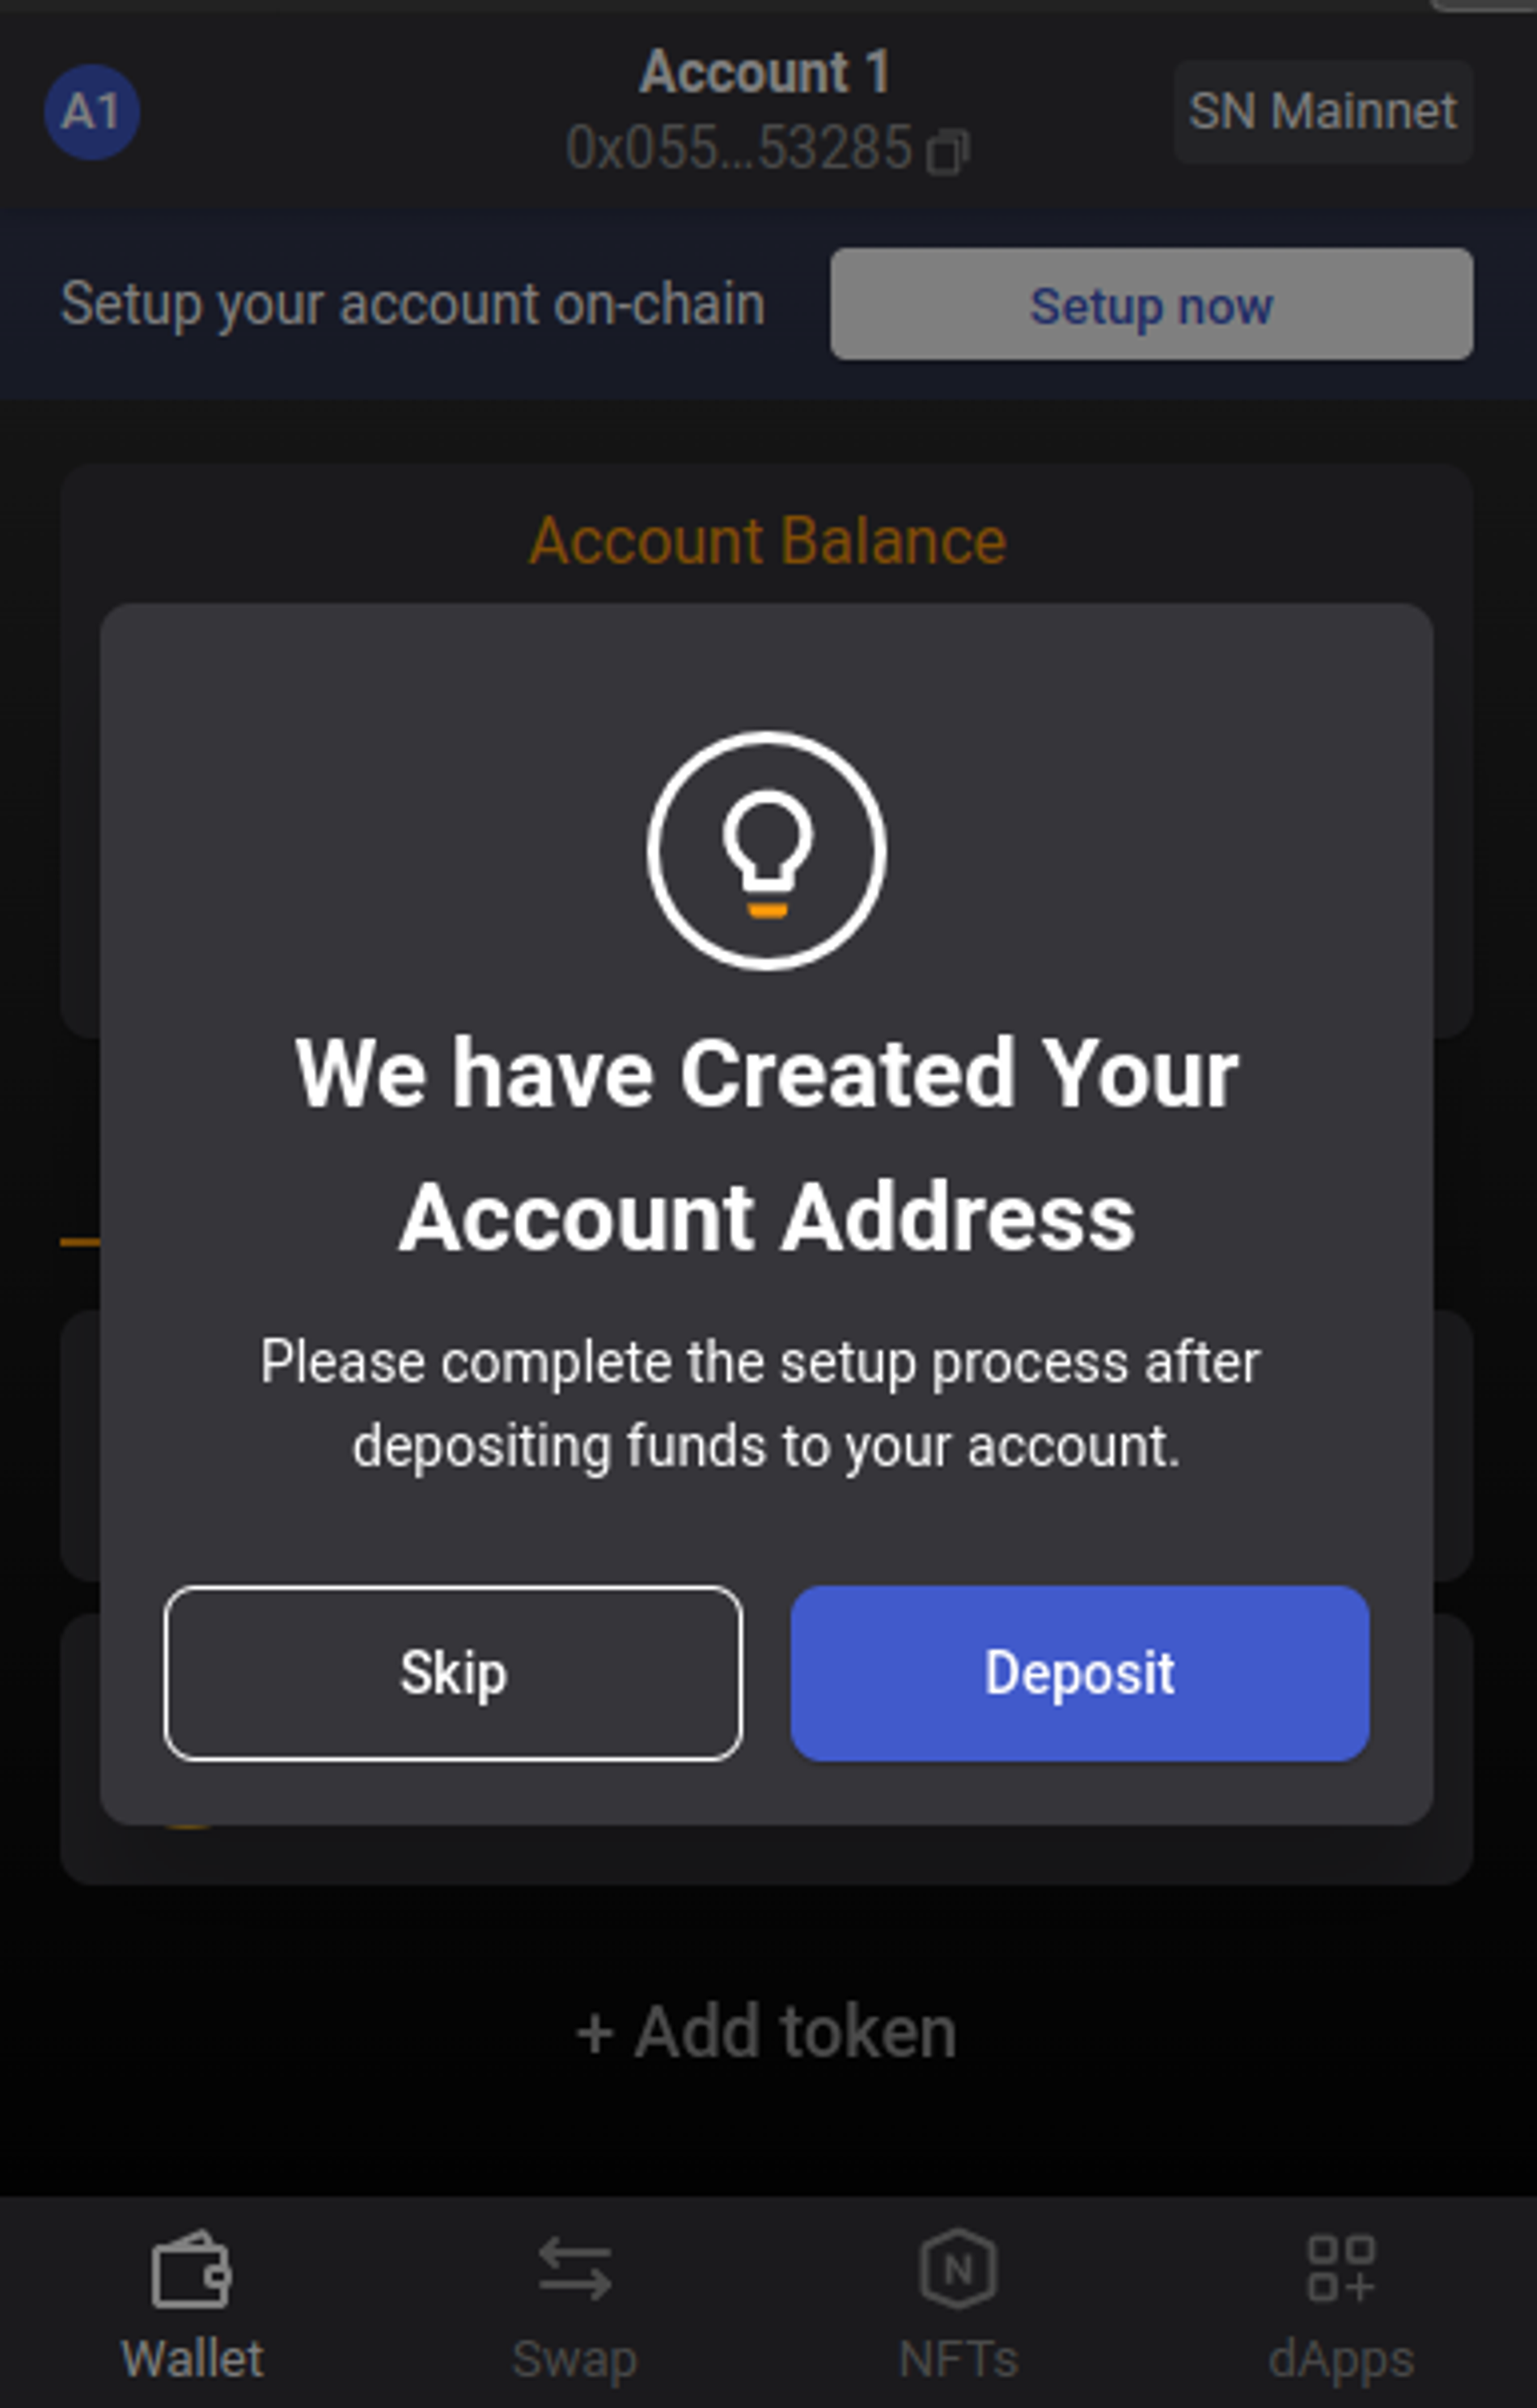 A1
Account 1
0x055...53285
SN Mainnet
Setup your account on-chain
Setup now
Account Balance
We have Created Your
Account Address
Please complete the setup process after
depositing funds to your account.
Skip
Deposit
+ Add token
Wallet
Swap
N
NFTs
dApps